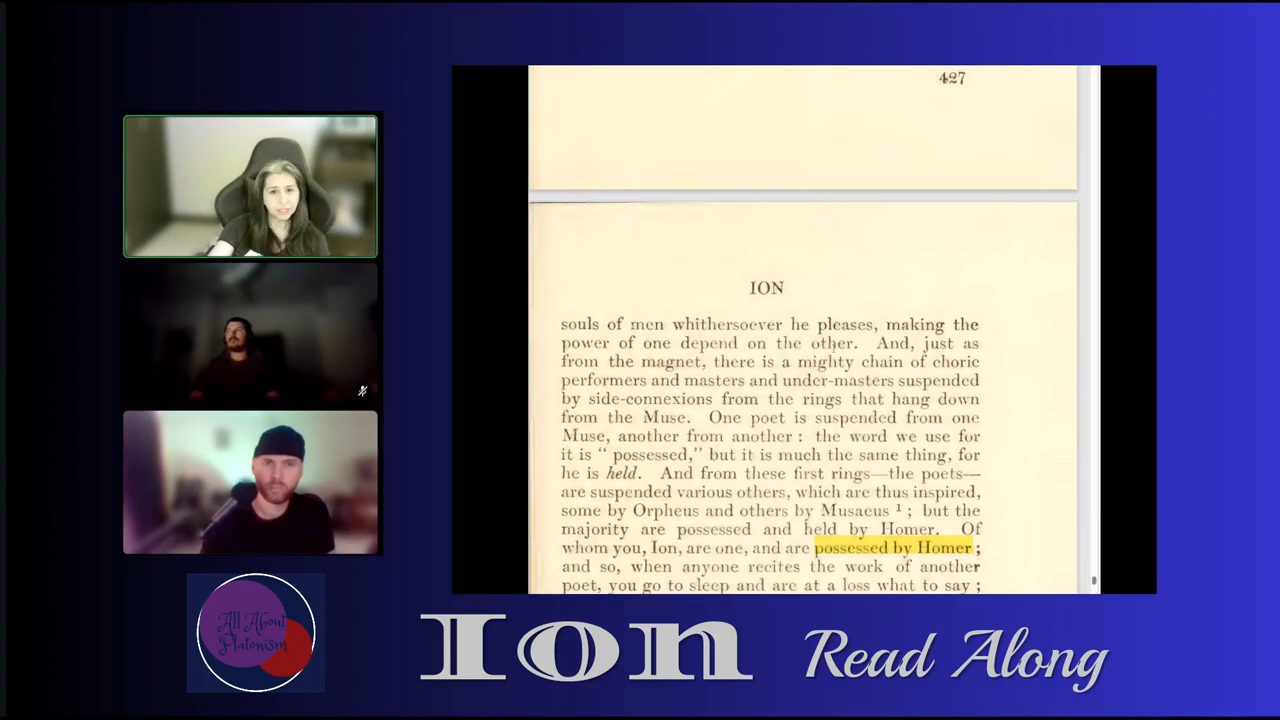 427
ION
souls of men whithersoever he pleases, making the
power of one depend on the other. And, just as
from the magnet, there is a mighty chain of choric
performers and masters and under-masters suspended
by side-connexions from the rings that hang down
from the Muse. One poet is suspended from one
Muse, another from another : the word we use for
it is “ possessed,” but it is much the same thing, for
he is held. And from these first rings—the poets—
are suspended various others, which are thus inspired,
some by Orpheus and others by Musaeus ¹ ; but the
majority are possessed and held by Homer. Of
whom you, Ion, are one, and are possessed by Homer ;
and so, when anyone recites the work of another
poet, you go to sleep and are at a loss what to say ;
All About
Platonism
Ion Read Along